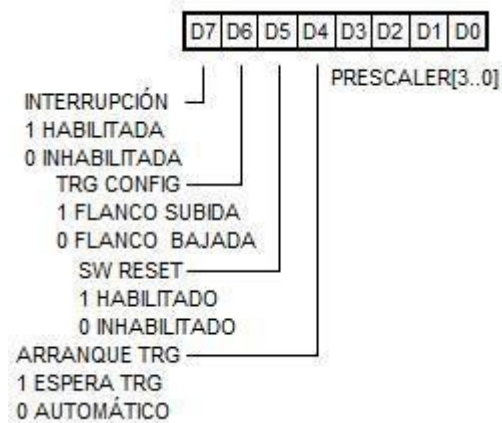 D7 D6 D5 D4 D3 D2 D1 D0
PRESCALER[3..0]
INTERRUPCIÓN
1 HABILITADA
0 INHABILITADA
TRG CONFIG
1 FLANCO SUBIDA
0 FLANCO BAJADA
SW RESET
1 HABILITADO
0 INHABILITADO
ARRANQUE TRG
1 ESPERA TRG
0 AUTOMÁTICO